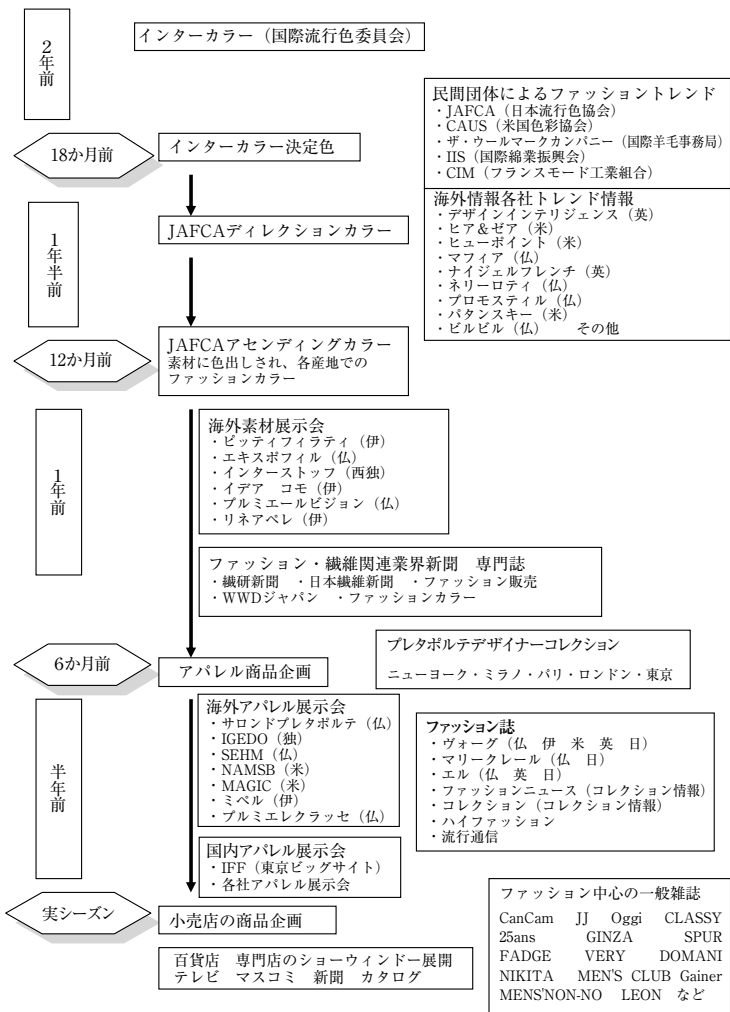 2年前
インターカラー（国際流行色委員会）
民間団体によるファッショントレンド
・JAFCA（日本流行色協会）
・CAUS（米国色彩協会）
・ザ・ウールマークカンパニー（国際羊毛事務局）
・IIS（国際綿業振興会）
・CIM（フランスモード工業組合）
18か月前
インターカラー決定色
海外情報各社トレンド情報
・デザインインテリジェンス（英）
・ヒア＆ゼア（米）
・ヒューポイント（米）
・マフィア（仏）
・ナイジェルフレンチ（英）
・ネリーロティ（仏）
・プロモスティル（仏）
・パタンスキー（米）
・ビルビル（仏）　　その他
1年半前
JAFCAディレクションカラー
12か月前
JAFCAアセンディングカラー
素材に色出しされ、各産地での
ファッションカラー
1年前
海外素材展示会
・ピッティフィラティ（伊）
・エキスポフィル（仏）
・インターストッフ（西独）
・イデア　コモ（伊）
・プルミエールビジョン（仏）
・リネアペレ（伊）
ファッション・繊維関連業界新聞　専門誌
・繊研新聞　・日本繊維新聞　・ファッション販売
・WWDジャパン　・ファッションカラー
6か月前
アパレル商品企画
プレタポルテデザイナーコレクション
ニューヨーク・ミラノ・パリ・ロンドン・東京
半年前
海外アパレル展示会
・サロンドプレタポルテ（仏）
・IGEDO（独）
・SEHM（仏）
・NAMSB（米）
・MAGIC（米）
・ミペル（伊）
・プルミエレクラッセ（仏）
ファッション誌
・ヴォーグ（仏　伊　米　英　日）
・マリークレール（仏　日）
・エル（仏　英　日）
・ファッションニュース（コレクション情報）
・コレクション（コレクション情報）
・ハイファッション
・流行通信
国内アパレル展示会
・IFF（東京ビッグサイト）
・各社アパレル展示会
実シーズン
小売店の商品企画
ファッション中心の一般雑誌
CanCam　JJ　Oggi　CLASSY
25ans　GINZA　SPUR
FADGE　VERY　DOMANI
NIKITA　MEN'S CLUB　Gainer
MENS'NON-NO　LEON　など
百貨店　専門店のショーウィンドー展開
テレビ　マスコミ　新聞　カタログ